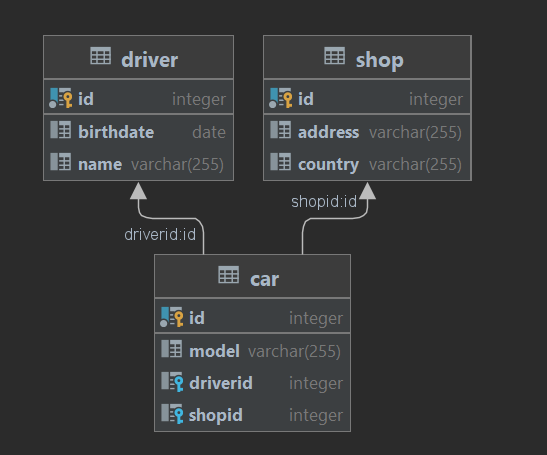 driver
id integer
birthdate date
name varchar(255)
shop
id integer
address varchar(255)
country varchar(255)
driverid:id
shopid:id
car
id integer
model varchar(255)
driverid integer
shopid integer